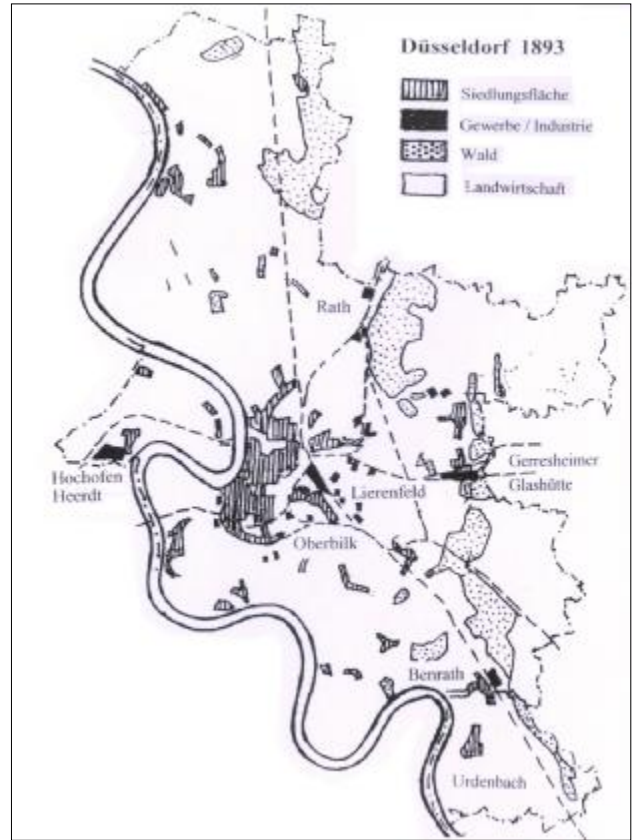 Düsseldorf 1893
Siedlungsfläche
Gewerbe / Industrie
Wald
Landwirtschaft
Rath
Hochofen
Heerdt
Gerresheimer
Glashütte
Lierenfeld
Oberbilk
Benrath
Urdenbach